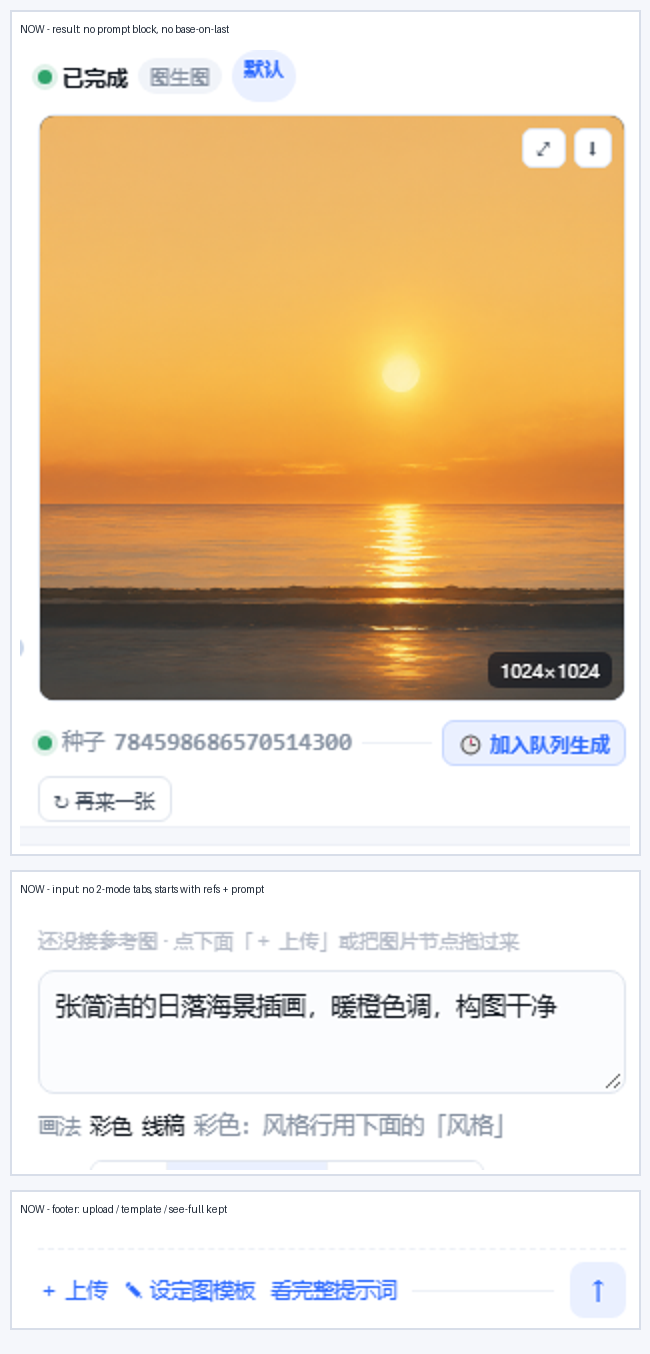 NOW - result: no prompt block, no base-on-last
已完成 图生图 默认
1024×1024
种子 784598686570514300 加入队列生成
↻ 再来一张
NOW - input: no 2-mode tabs, starts with refs + prompt
还没接参考图 · 点下面「+ 上传」或把图片节点拖过来
张简洁的日落海景插画，暖橙色调，构图干净
画法 彩色 线稿 彩色：风格行用下面的「风格」
NOW - footer: upload / template / see-full kept
+ 上传 ✎ 设定图模板 看完整提示词 ↑